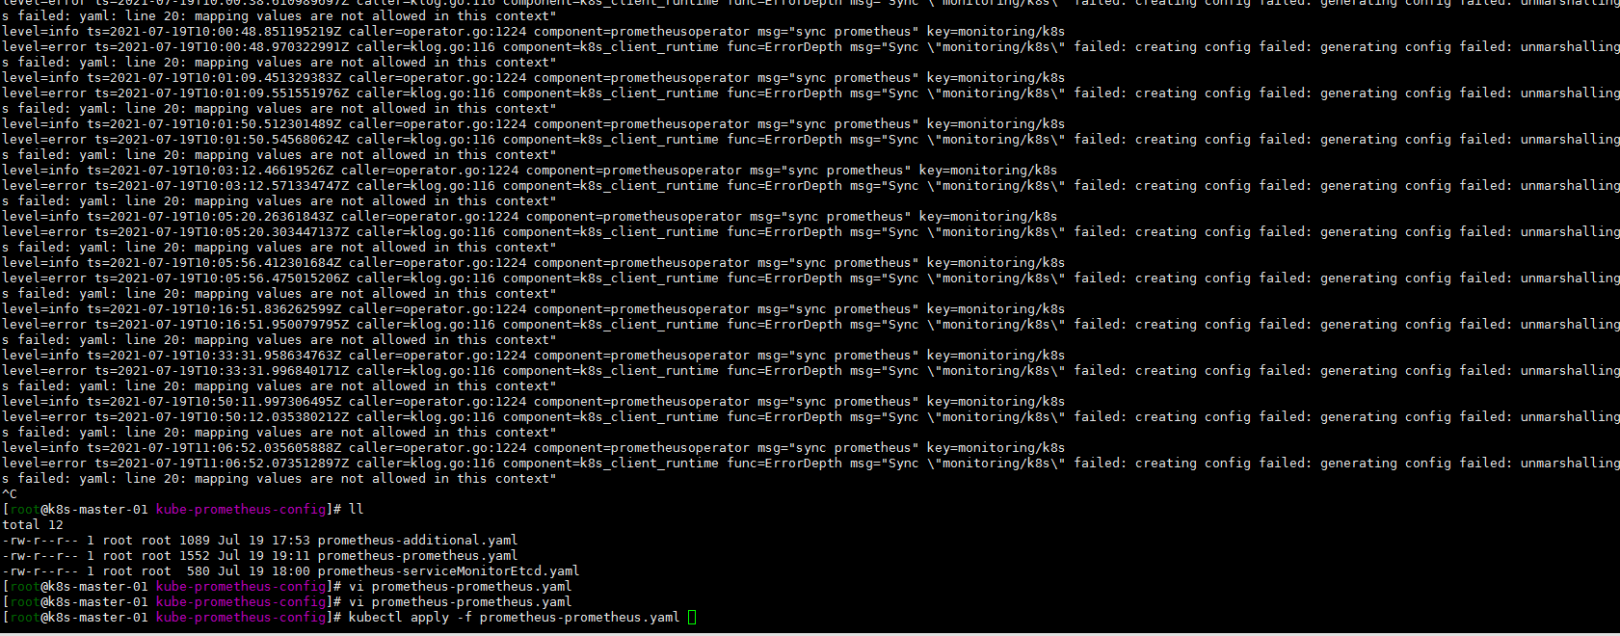 level=error ts=2021-07-19T10:00:38.610989697Z caller=klog.go:116 component=k8s_client_runtime func=ErrorDepth msg="Sync \"monitoring/k8s\" failed: creating config failed: generating config failed: unmarshalling
s failed: yaml: line 20: mapping values are not allowed in this context"
level=info ts=2021-07-19T10:00:48.851195219Z caller=operator.go:1224 component=prometheusoperator msg="sync prometheus" key=monitoring/k8s
level=error ts=2021-07-19T10:00:48.970322991Z caller=klog.go:116 component=k8s_client_runtime func=ErrorDepth msg="Sync \"monitoring/k8s\" failed: creating config failed: generating config failed: unmarshalling
s failed: yaml: line 20: mapping values are not allowed in this context"
level=info ts=2021-07-19T10:01:09.451329383Z caller=operator.go:1224 component=prometheusoperator msg="sync prometheus" key=monitoring/k8s
level=error ts=2021-07-19T10:01:09.551551976Z caller=klog.go:116 component=k8s_client_runtime func=ErrorDepth msg="Sync \"monitoring/k8s\" failed: creating config failed: generating config failed: unmarshalling
s failed: yaml: line 20: mapping values are not allowed in this context"
level=info ts=2021-07-19T10:01:50.512301489Z caller=operator.go:1224 component=prometheusoperator msg="sync prometheus" key=monitoring/k8s
level=error ts=2021-07-19T10:01:50.545680624Z caller=klog.go:116 component=k8s_client_runtime func=ErrorDepth msg="Sync \"monitoring/k8s\" failed: creating config failed: generating config failed: unmarshalling
s failed: yaml: line 20: mapping values are not allowed in this context"
level=info ts=2021-07-19T10:03:12.46619526Z caller=operator.go:1224 component=prometheusoperator msg="sync prometheus" key=monitoring/k8s
level=error ts=2021-07-19T10:03:12.571334747Z caller=klog.go:116 component=k8s_client_runtime func=ErrorDepth msg="Sync \"monitoring/k8s\" failed: creating config failed: generating config failed: unmarshalling
s failed: yaml: line 20: mapping values are not allowed in this context"
level=info ts=2021-07-19T10:05:20.26361843Z caller=operator.go:1224 component=prometheusoperator msg="sync prometheus" key=monitoring/k8s
level=error ts=2021-07-19T10:05:20.303447137Z caller=klog.go:116 component=k8s_client_runtime func=ErrorDepth msg="Sync \"monitoring/k8s\" failed: creating config failed: generating config failed: unmarshalling
s failed: yaml: line 20: mapping values are not allowed in this context"
level=info ts=2021-07-19T10:05:56.412301684Z caller=operator.go:1224 component=prometheusoperator msg="sync prometheus" key=monitoring/k8s
level=error ts=2021-07-19T10:05:56.475015206Z caller=klog.go:116 component=k8s_client_runtime func=ErrorDepth msg="Sync \"monitoring/k8s\" failed: creating config failed: generating config failed: unmarshalling
s failed: yaml: line 20: mapping values are not allowed in this context"
level=info ts=2021-07-19T10:16:51.836262599Z caller=operator.go:1224 component=prometheusoperator msg="sync prometheus" key=monitoring/k8s
level=error ts=2021-07-19T10:16:51.950079795Z caller=klog.go:116 component=k8s_client_runtime func=ErrorDepth msg="Sync \"monitoring/k8s\" failed: creating config failed: generating config failed: unmarshalling
s failed: yaml: line 20: mapping values are not allowed in this context"
level=info ts=2021-07-19T10:33:31.958634763Z caller=operator.go:1224 component=prometheusoperator msg="sync prometheus" key=monitoring/k8s
level=error ts=2021-07-19T10:33:31.996840171Z caller=klog.go:116 component=k8s_client_runtime func=ErrorDepth msg="Sync \"monitoring/k8s\" failed: creating config failed: generating config failed: unmarshalling
s failed: yaml: line 20: mapping values are not allowed in this context"
level=info ts=2021-07-19T10:50:11.997306495Z caller=operator.go:1224 component=prometheusoperator msg="sync prometheus" key=monitoring/k8s
level=error ts=2021-07-19T10:50:12.035380212Z caller=klog.go:116 component=k8s_client_runtime func=ErrorDepth msg="Sync \"monitoring/k8s\" failed: creating config failed: generating config failed: unmarshalling
s failed: yaml: line 20: mapping values are not allowed in this context"
level=info ts=2021-07-19T11:06:52.035605888Z caller=operator.go:1224 component=prometheusoperator msg="sync prometheus" key=monitoring/k8s
level=error ts=2021-07-19T11:06:52.073512897Z caller=klog.go:116 component=k8s_client_runtime func=ErrorDepth msg="Sync \"monitoring/k8s\" failed: creating config failed: generating config failed: unmarshalling
s failed: yaml: line 20: mapping values are not allowed in this context"
^C
[root@k8s-master-01 kube-prometheus-config]# ll
total 12
-rw-r--r-- 1 root root 1089 Jul 19 17:53 prometheus-additional.yaml
-rw-r--r-- 1 root root 1552 Jul 19 19:11 prometheus-prometheus.yaml
-rw-r--r-- 1 root root  580 Jul 19 18:00 prometheus-serviceMonitorEtcd.yaml
[root@k8s-master-01 kube-prometheus-config]# vi prometheus-prometheus.yaml
[root@k8s-master-01 kube-prometheus-config]# vi prometheus-prometheus.yaml
[root@k8s-master-01 kube-prometheus-config]# kubectl apply -f prometheus-prometheus.yaml